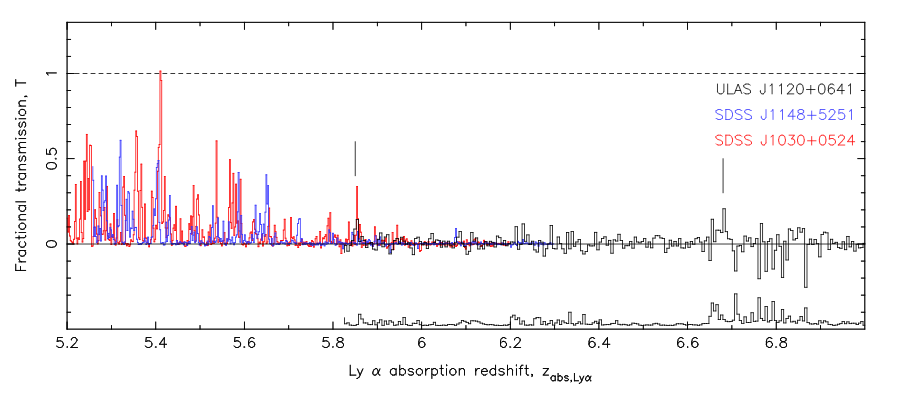 Fractional transmission, T
1
0.5
0
ULAS J1120+0641
SDSS J1148+5251
SDSS J1030+0524
5.2 5.4 5.6 5.8 6 6.2 6.4 6.6 6.8
Ly α absorption redshift, z_abs,Lyα